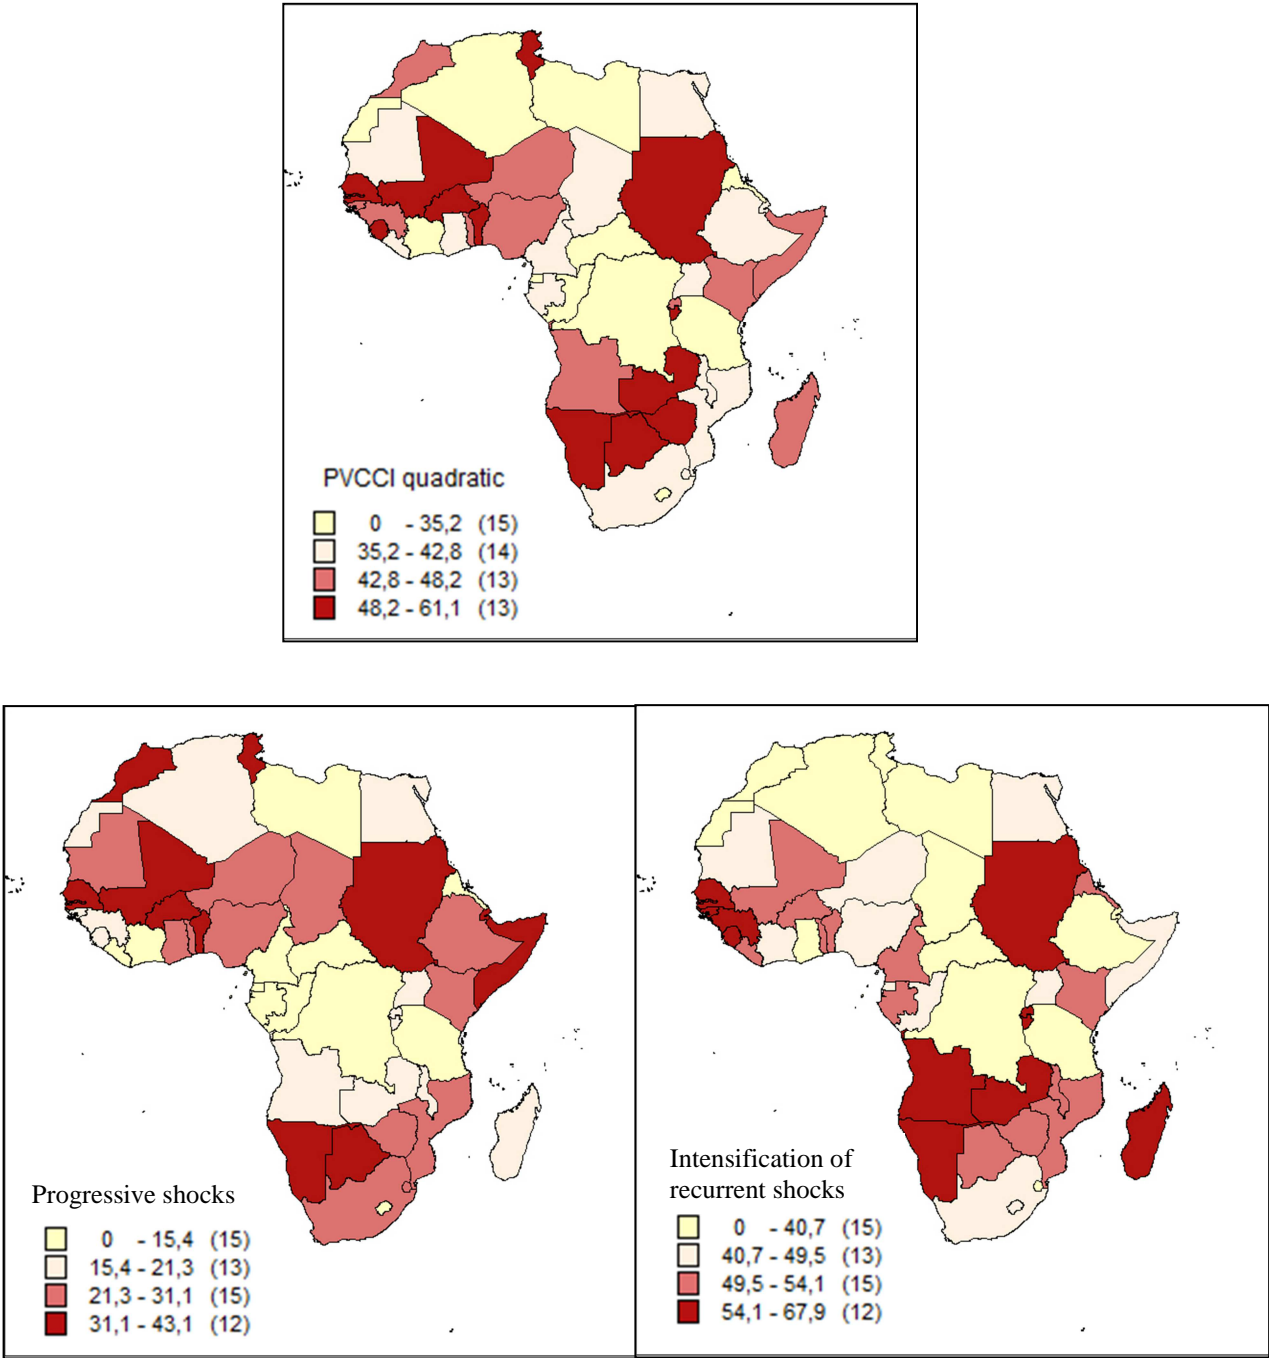 PVCCI quadratic
0 - 35,2 (15)
35,2 - 42,8 (14)
42,8 - 48,2 (13)
48,2 - 61,1 (13)
Progressive shocks
0 - 15,4 (15)
15,4 - 21,3 (13)
21,3 - 31,1 (15)
31,1 - 43,1 (12)
Intensification of
recurrent shocks
0 - 40,7 (15)
40,7 - 49,5 (13)
49,5 - 54,1 (15)
54,1 - 67,9 (12)